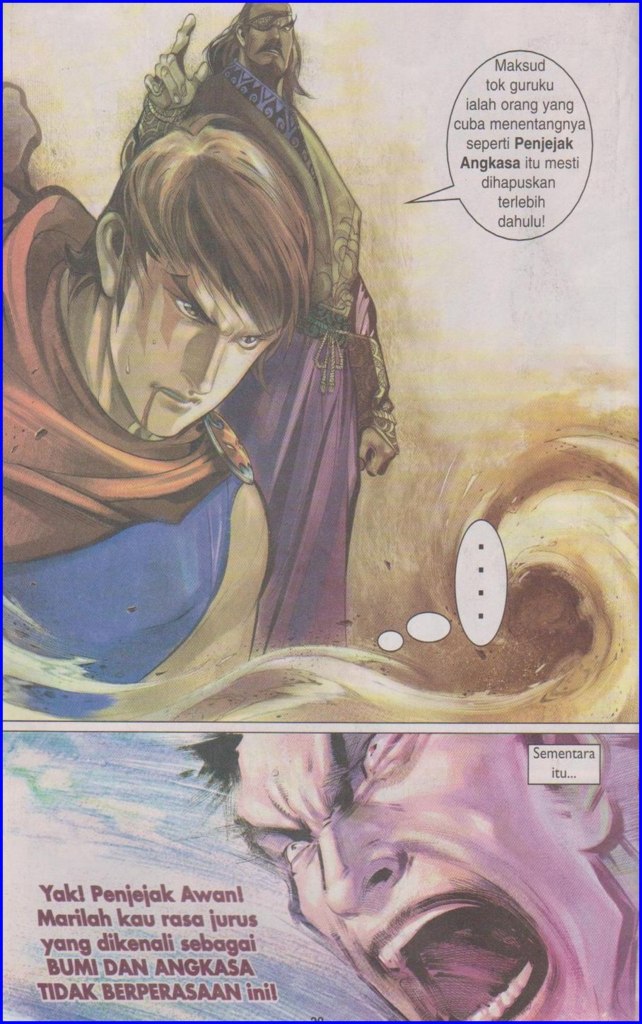 Maksud
tok guruku
ialah orang yang
cuba menentangnya
seperti Penjejak
Angkasa itu mesti
dihapuskan
terlebih
dahulu!
....
Sementara
itu...
Yak! Penjejak Awan!
Marilah kau rasa jurus
yang dikenali sebagai
BUMI DAN ANGKASA
TIDAK BERPERASAAN ini!